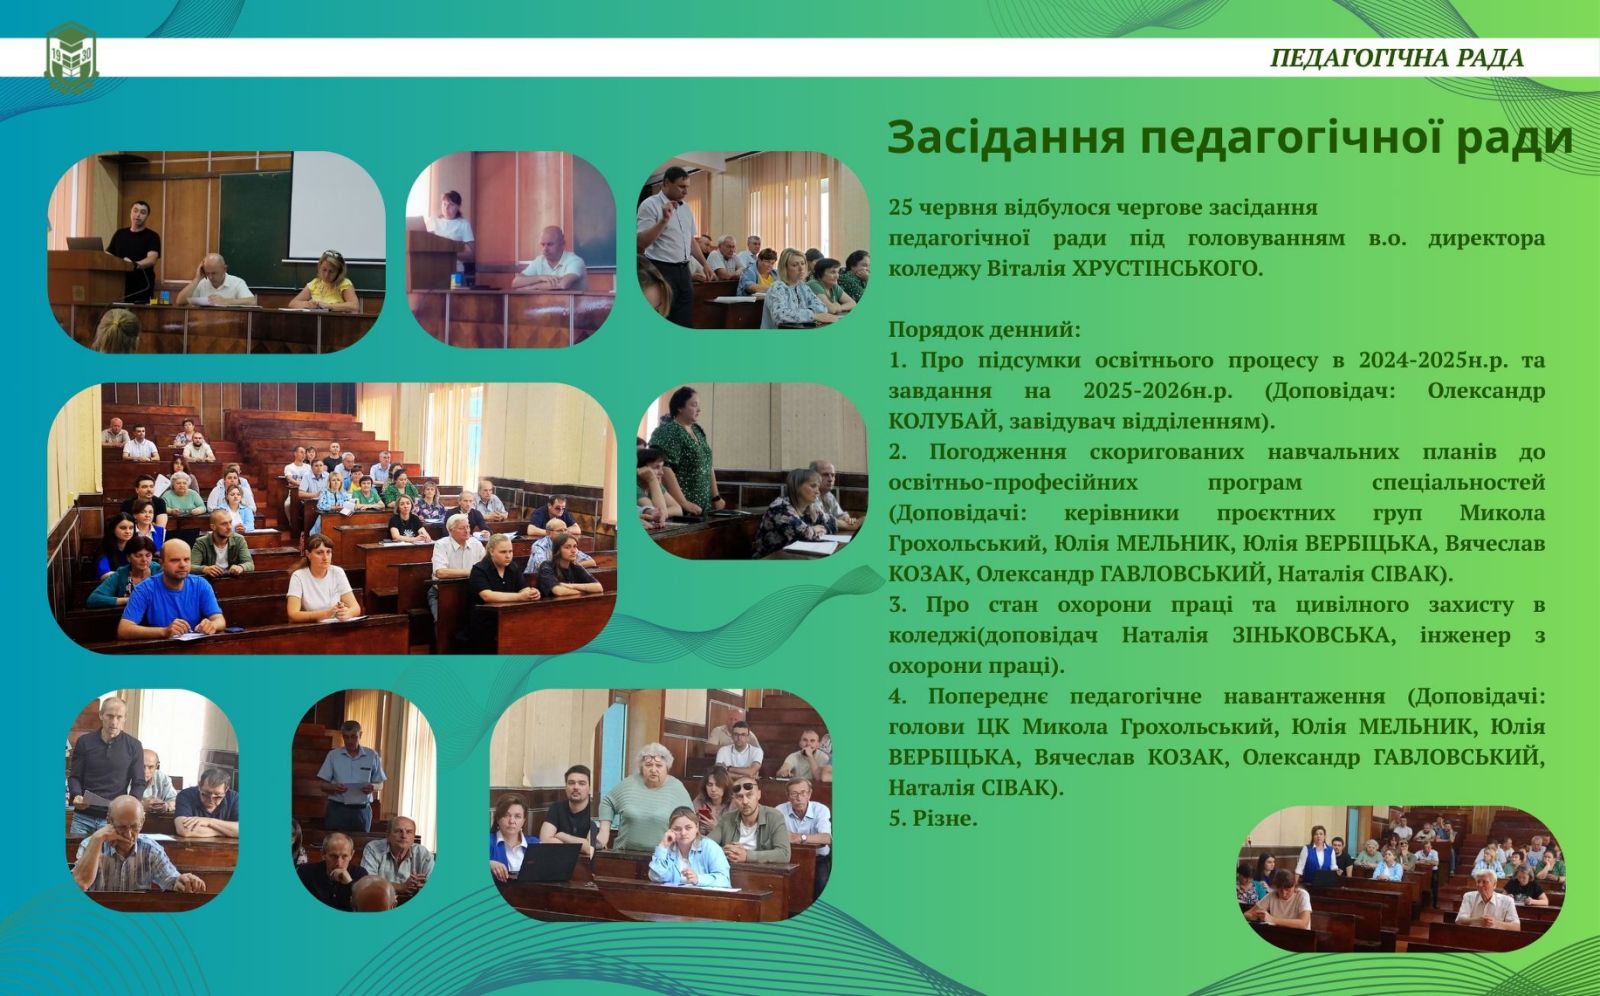 19 30
ПЕДАГОГІЧНА РАДА
Засідання педагогічної ради
25 червня відбулося чергове засідання
педагогічної ради під головуванням в.о. директора
коледжу Віталія ХРУСТІНСЬКОГО.
Порядок денний:
1. Про підсумки освітнього процесу в 2024-2025н.р. та
завдання на 2025-2026н.р. (Доповідач: Олександр
КОЛУБАЙ, завідувач відділенням).
2. Погодження скоригованих навчальних планів до
освітньо-професійних програм спеціальностей
(Доповідачі: керівники проєктних груп Микола
Грохольський, Юлія МЕЛЬНИК, Юлія ВЕРБІЦЬКА, Вячеслав
КОЗАК, Олександр ГАВЛОВСЬКИЙ, Наталія СІВАК).
3. Про стан охорони праці та цивілного захисту в
коледжі(доповідач Наталія ЗІНЬКОВСЬКА, інженер з
охорони праці).
4. Попереднє педагогічне навантаження (Доповідачі:
голови ЦК Микола Грохольський, Юлія МЕЛЬНИК, Юлія
ВЕРБІЦЬКА, Вячеслав КОЗАК, Олександр ГАВЛОВСЬКИЙ,
Наталія СІВАК).
5. Різне.